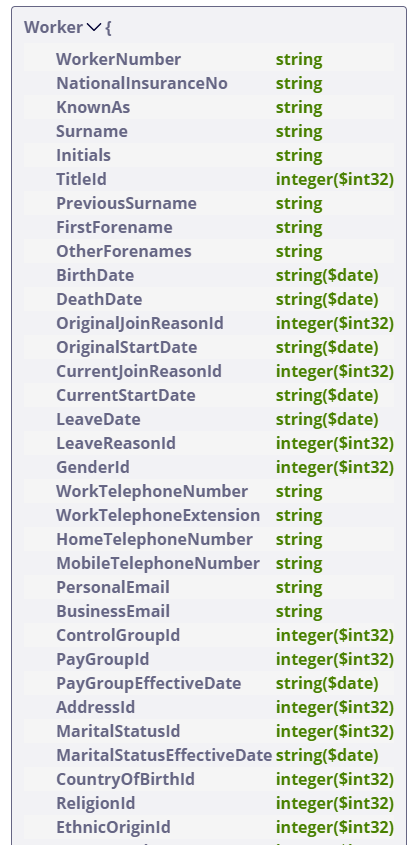 Worker {
WorkerNumber string
NationalInsuranceNo string
KnownAs string
Surname string
Initials string
TitleId integer($int32)
PreviousSurname string
FirstForename string
OtherForenames string
BirthDate string($date)
DeathDate string($date)
OriginalJoinReasonId integer($int32)
OriginalStartDate string($date)
CurrentJoinReasonId integer($int32)
CurrentStartDate string($date)
LeaveDate string($date)
LeaveReasonId integer($int32)
GenderId integer($int32)
WorkTelephoneNumber string
WorkTelephoneExtension string
HomeTelephoneNumber string
MobileTelephoneNumber string
PersonalEmail string
BusinessEmail string
ControlGroupId integer($int32)
PayGroupId integer($int32)
PayGroupEffectiveDate string($date)
AddressId integer($int32)
MaritalStatusId integer($int32)
MaritalStatusEffectiveDate string($date)
CountryOfBirthId integer($int32)
ReligionId integer($int32)
EthnicOriginId integer($int32)